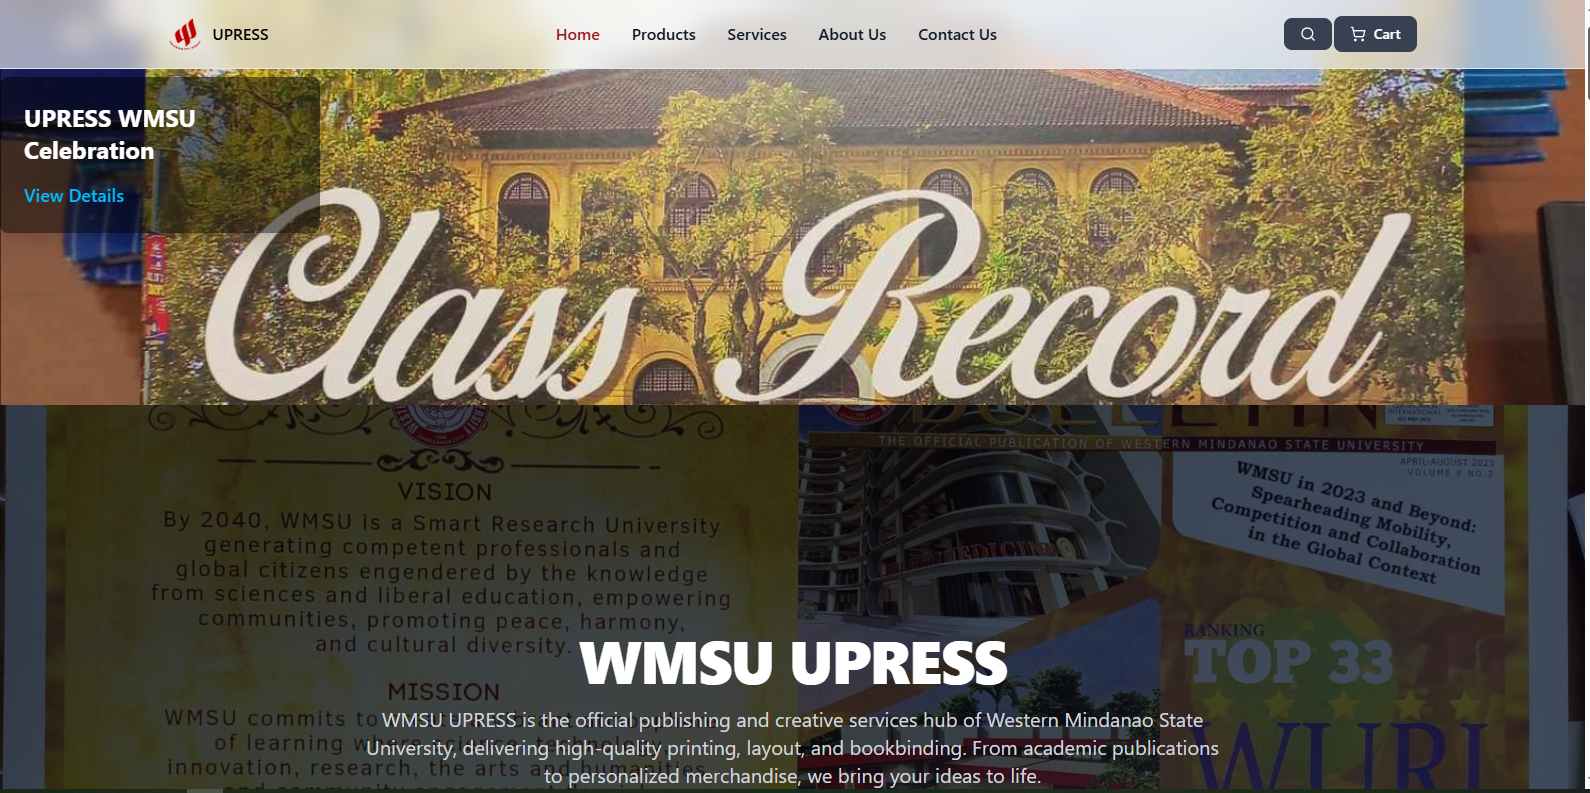 UPRESS
Home
Products
Services
About Us
Contact Us
Cart
UPRESS WMSU
Celebration
View Details
Class Record
VISION
By 2040, WMSU is a Smart Research University
generating competent professionals and
global citizens engendered by the knowledge
from sciences and liberal education, empowering
communities, promoting peace, harmony,
and cultural diversity.
MISSION
WMSU commits to
of learning where science, technology,
innovation, research, the arts and humanities
THE OFFICIAL PUBLICATION OF WESTERN MINDANAO STATE UNIVERSITY
APRIL-AUGUST 2023
VOLUME 8 NO.2
WMSU in 2023 and Beyond:
Spearheading Mobility,
Competition and Collaboration
in the Global Context
RANKING
TOP 33
WURI
WMSU UPRESS
WMSU UPRESS is the official publishing and creative services hub of Western Mindanao State
University, delivering high-quality printing, layout, and bookbinding. From academic publications
to personalized merchandise, we bring your ideas to life.